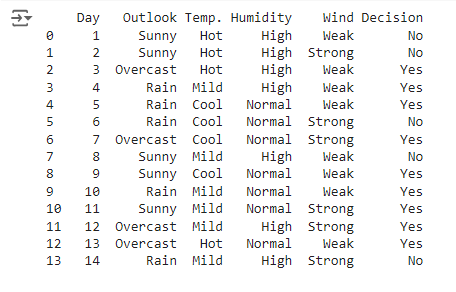 Day Outlook Temp. Humidity Wind Decision
0 1 Sunny Hot High Weak No
1 2 Sunny Hot High Strong No
2 3 Overcast Hot High Weak Yes
3 4 Rain Mild High Weak Yes
4 5 Rain Cool Normal Weak Yes
5 6 Rain Cool Normal Strong No
6 7 Overcast Cool Normal Strong Yes
7 8 Sunny Mild High Weak No
8 9 Sunny Cool Normal Weak Yes
9 10 Rain Mild Normal Weak Yes
10 11 Sunny Mild Normal Strong Yes
11 12 Overcast Mild High Strong Yes
12 13 Overcast Hot Normal Weak Yes
13 14 Rain Mild High Strong No